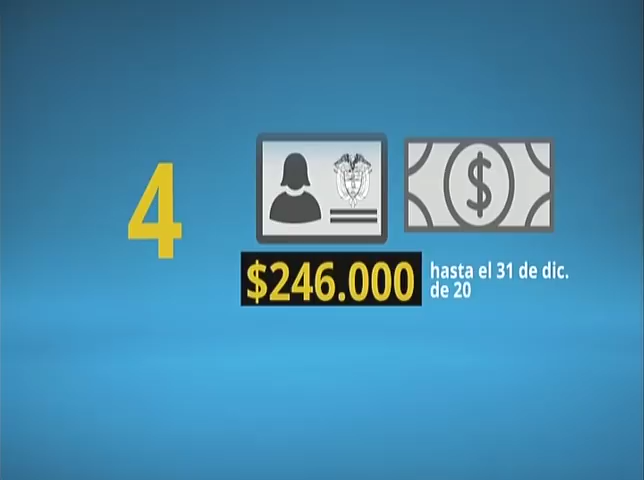 4
$
$246.000
hasta el 31 de dic.
de 20